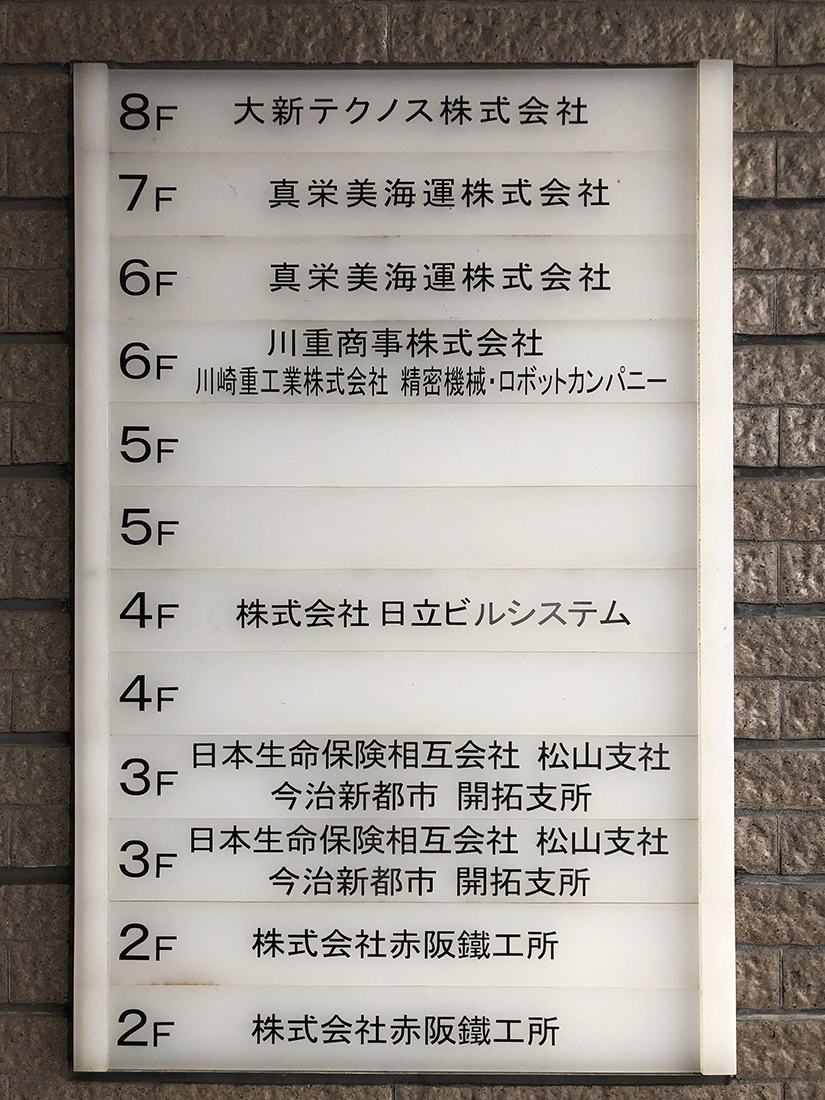 8F 大新テクノス株式会社
7F 真栄美海運株式会社
6F 真栄美海運株式会社
6F 川重商事株式会社
川崎重工業株式会社 精密機械・ロボットカンパニー
5F
5F
4F 株式会社 日立ビルシステム
4F
3F 日本生命保険相互会社 松山支社
今治新都市 開拓支所
3F 日本生命保険相互会社 松山支社
今治新都市 開拓支所
2F 株式会社赤阪鐵工所
2F 株式会社赤阪鐵工所